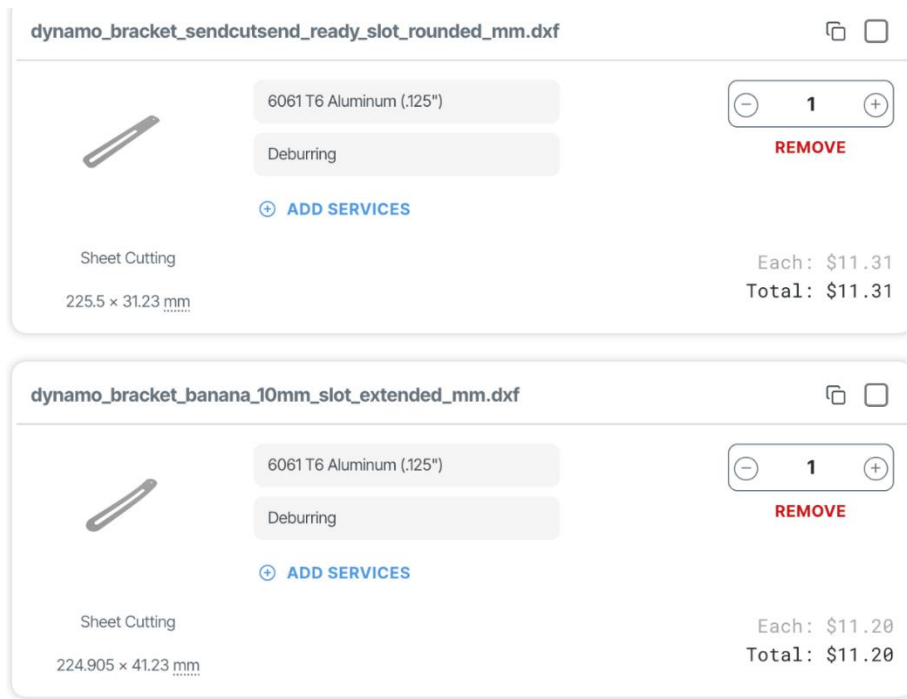 dynamo_bracket_sendcutsend_ready_slot_rounded_mm.dxf
6061 T6 Aluminum (.125")
1
Deburring
REMOVE
ADD SERVICES
Sheet Cutting
Each: $11.31
225.5 × 31.23 mm
Total: $11.31
dynamo_bracket_banana_10mm_slot_extended_mm.dxf
6061 T6 Aluminum (.125")
1
Deburring
REMOVE
ADD SERVICES
Sheet Cutting
Each: $11.20
224.905 × 41.23 mm
Total: $11.20